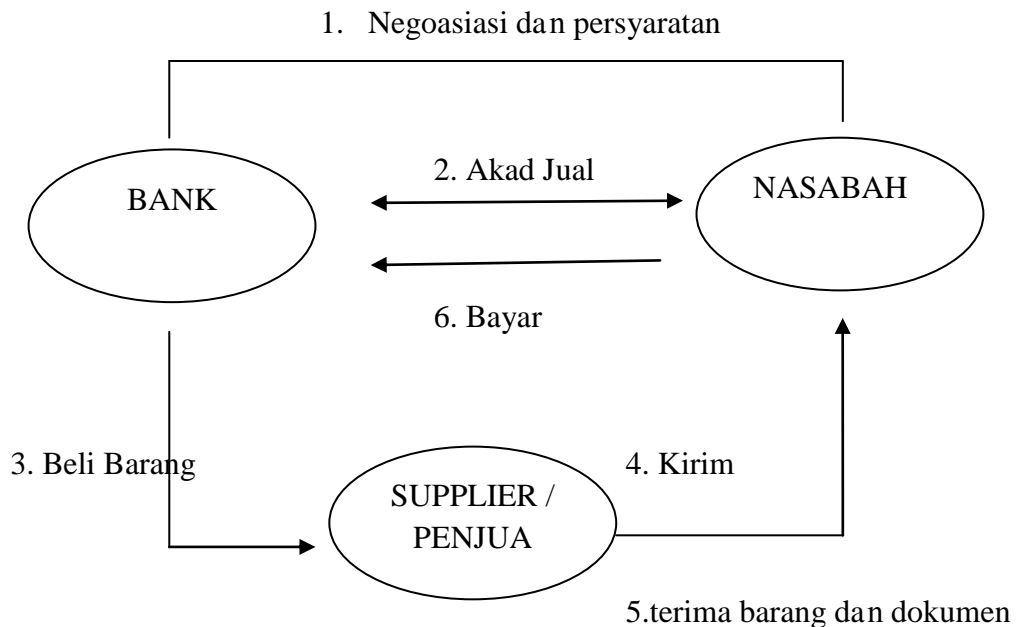 1. Negoasiasi dan persyaratan
2. Akad Jual
BANK
NASABAH
6. Bayar
3. Beli Barang
4. Kirim
SUPPLIER /
PENJUA
5.terima barang dan dokumen